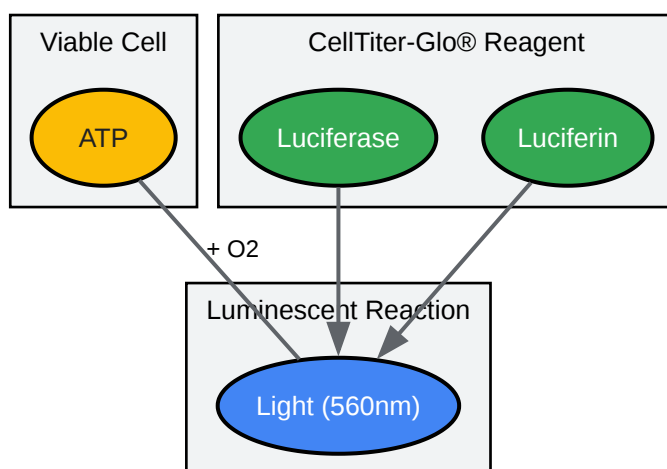 Viable Cell
CellTiter-Glo® Reagent
ATP
Luciferase
Luciferin
+ O2
Luminescent Reaction
Light (560nm)